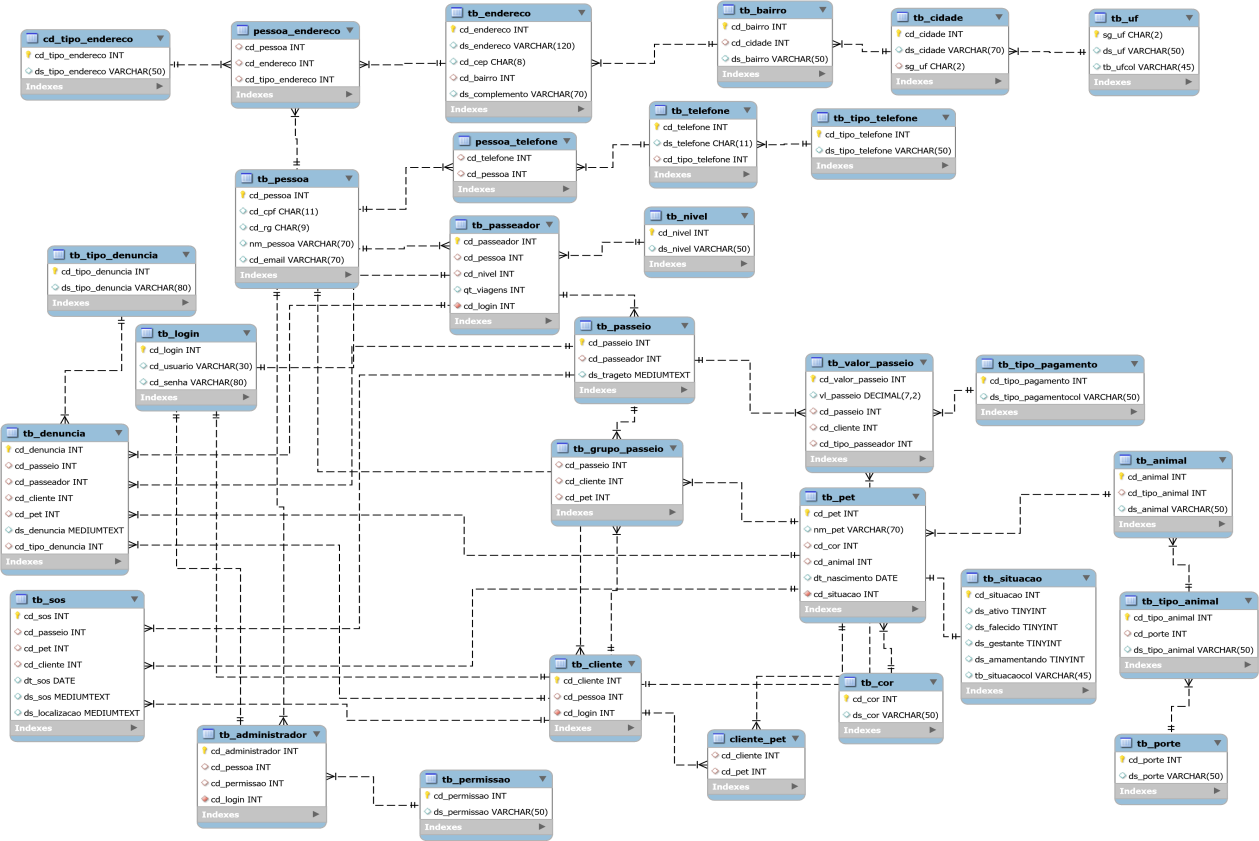 cd_tipo_endereco
cd_tipo_endereco INT
ds_tipo_endereco VARCHAR(50)
Indexes
pessoa_endereco
cd_pessoa INT
cd_endereco INT
cd_tipo_endereco INT
Indexes
tb_endereco
cd_endereco INT
ds_endereco VARCHAR(120)
cd_cep CHAR(8)
cd_bairro INT
ds_complemento VARCHAR(70)
Indexes
tb_bairro
cd_bairro INT
cd_cidade INT
ds_bairro VARCHAR(50)
Indexes
tb_cidade
cd_cidade INT
ds_cidade VARCHAR(70)
sg_uf CHAR(2)
Indexes
tb_uf
sg_uf CHAR(2)
ds_uf VARCHAR(50)
tb_ufcol VARCHAR(45)
Indexes
pessoa_telefone
cd_telefone INT
cd_pessoa INT
Indexes
tb_telefone
cd_telefone INT
ds_telefone CHAR(11)
cd_tipo_telefone INT
Indexes
tb_tipo_telefone
cd_tipo_telefone INT
ds_tipo_telefone VARCHAR(50)
Indexes
tb_pessoa
cd_pessoa INT
cd_cpf CHAR(11)
cd_rg CHAR(9)
nm_pessoa VARCHAR(70)
cd_email VARCHAR(70)
Indexes
tb_passeador
cd_passeador INT
cd_pessoa INT
cd_nivel INT
qt_viagens INT
cd_login INT
Indexes
tb_nivel
cd_nivel INT
ds_nivel VARCHAR(50)
Indexes
tb_tipo_denuncia
cd_tipo_denuncia INT
ds_tipo_denuncia VARCHAR(80)
Indexes
tb_login
cd_login INT
cd_usuario VARCHAR(30)
cd_senha VARCHAR(80)
Indexes
tb_passeio
cd_passeio INT
cd_passeador INT
ds_trageto MEDIUMTEXT
Indexes
tb_valor_passeio
cd_valor_passeio INT
vl_passeio DECIMAL(7,2)
cd_passeio INT
cd_cliente INT
cd_tipo_passeador INT
Indexes
tb_tipo_pagamento
cd_tipo_pagamento INT
ds_tipo_pagamentocol VARCHAR(50)
Indexes
tb_denuncia
cd_denuncia INT
cd_passeio INT
cd_passeador INT
cd_cliente INT
cd_pet INT
ds_denuncia MEDIUMTEXT
cd_tipo_denuncia INT
Indexes
tb_grupo_passeio
cd_passeio INT
cd_cliente INT
cd_pet INT
Indexes
tb_pet
cd_pet INT
nm_pet VARCHAR(70)
cd_cor INT
cd_animal INT
dt_nascimento DATE
cd_situacao INT
Indexes
tb_animal
cd_animal INT
cd_tipo_animal INT
ds_animal VARCHAR(50)
Indexes
tb_sos
cd_sos INT
cd_passeio INT
cd_pet INT
cd_cliente INT
dt_sos DATE
ds_sos MEDIUMTEXT
ds_localizacao MEDIUMTEXT
Indexes
tb_situacao
cd_situacao INT
ds_ativo TINYINT
ds_falecido TINYINT
ds_gestante TINYINT
ds_amamentando TINYINT
tb_situacaocol VARCHAR(45)
Indexes
tb_tipo_animal
cd_tipo_animal INT
cd_porte INT
ds_tipo_animal VARCHAR(50)
Indexes
tb_cliente
cd_cliente INT
cd_pessoa INT
cd_login INT
Indexes
tb_cor
cd_cor INT
ds_cor VARCHAR(50)
Indexes
tb_administrador
cd_administrador INT
cd_pessoa INT
cd_permissao INT
cd_login INT
Indexes
cliente_pet
cd_cliente INT
cd_pet INT
Indexes
tb_porte
cd_porte INT
ds_porte VARCHAR(50)
Indexes
tb_permissao
cd_permissao INT
ds_permissao VARCHAR(50)
Indexes